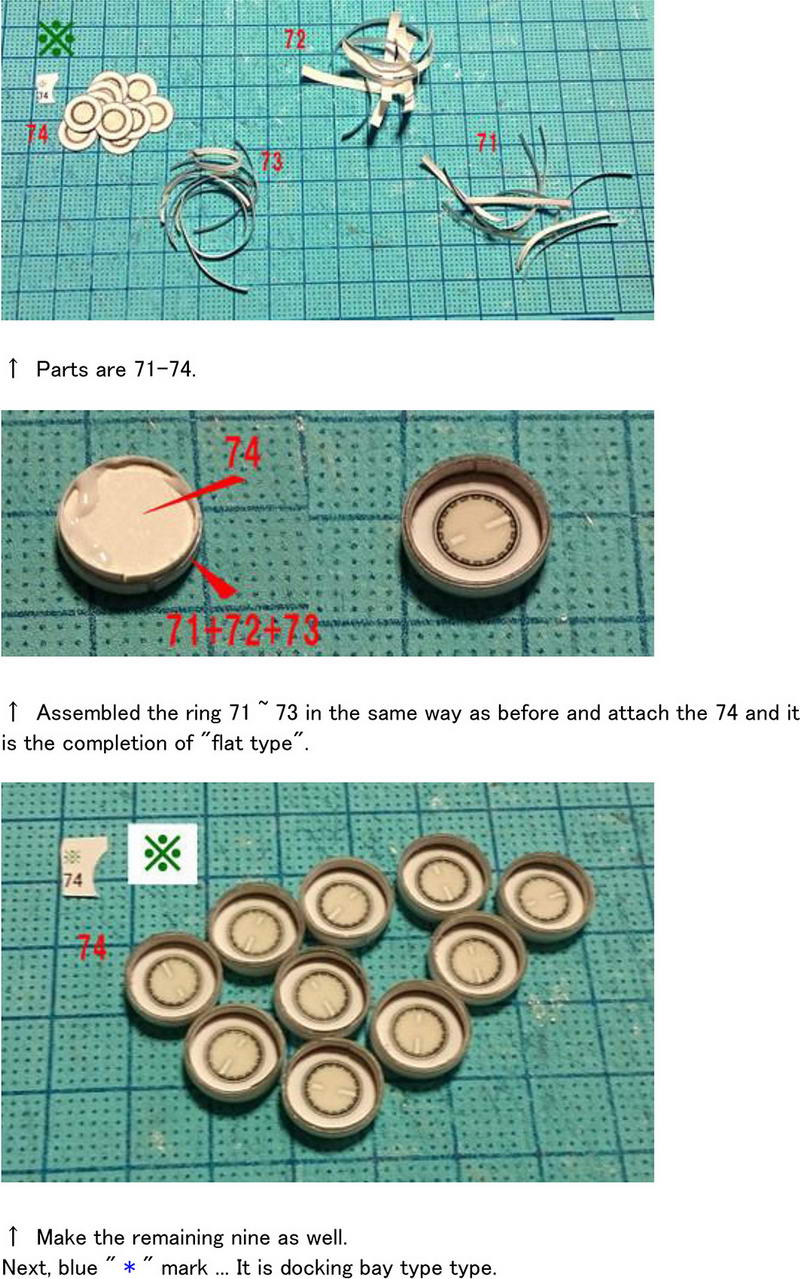 ※
72
74
74
73
71
↑ Parts are 71-74.
74
71+72+73
↑ Assembled the ring 71 ~ 73 in the same way as before and attach the 74 and it
is the completion of "flat type".
※
※
74
74
↑ Make the remaining nine as well.
Next, blue " * " mark ... It is docking bay type type.